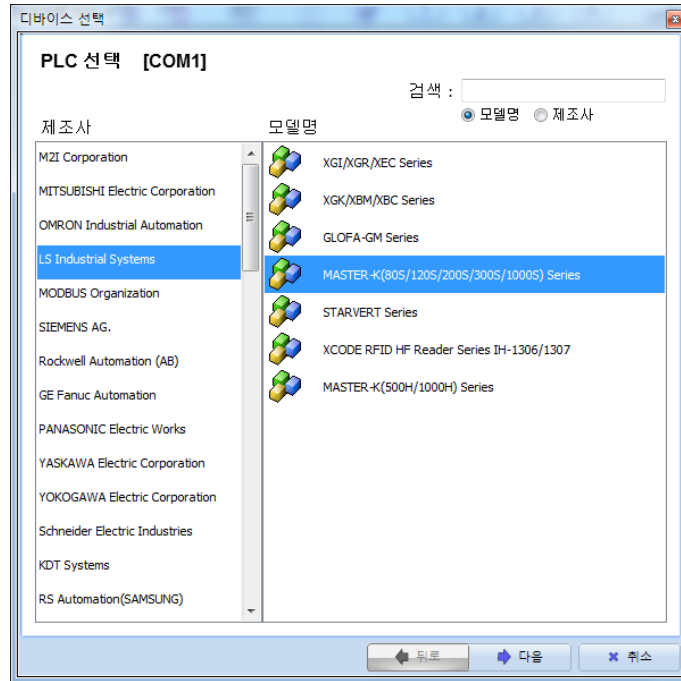 디바이스 선택
PLC 선택 [COM1]
검색 :
모델명 제조사
제조사
모델명
M2I Corporation
MITSUBISHI Electric Corporation
OMRON Industrial Automation
LS Industrial Systems
MODBUS Organization
SIEMENS AG.
Rockwell Automation (AB)
GE Fanuc Automation
PANASONIC Electric Works
YASKAWA Electric Corporation
YOKOGAWA Electric Corporation
Schneider Electric Industries
KDT Systems
RS Automation(SAMSUNG)
XGI/XGR/XEC Series
XGK/XBM/XBC Series
GLOFA-GM Series
MASTER-K(80S/120S/200S/300S/1000S) Series
STARVERT Series
XCODE RFID HF Reader Series IH-1306/1307
MASTER-K(500H/1000H) Series
뒤로 다음 취소